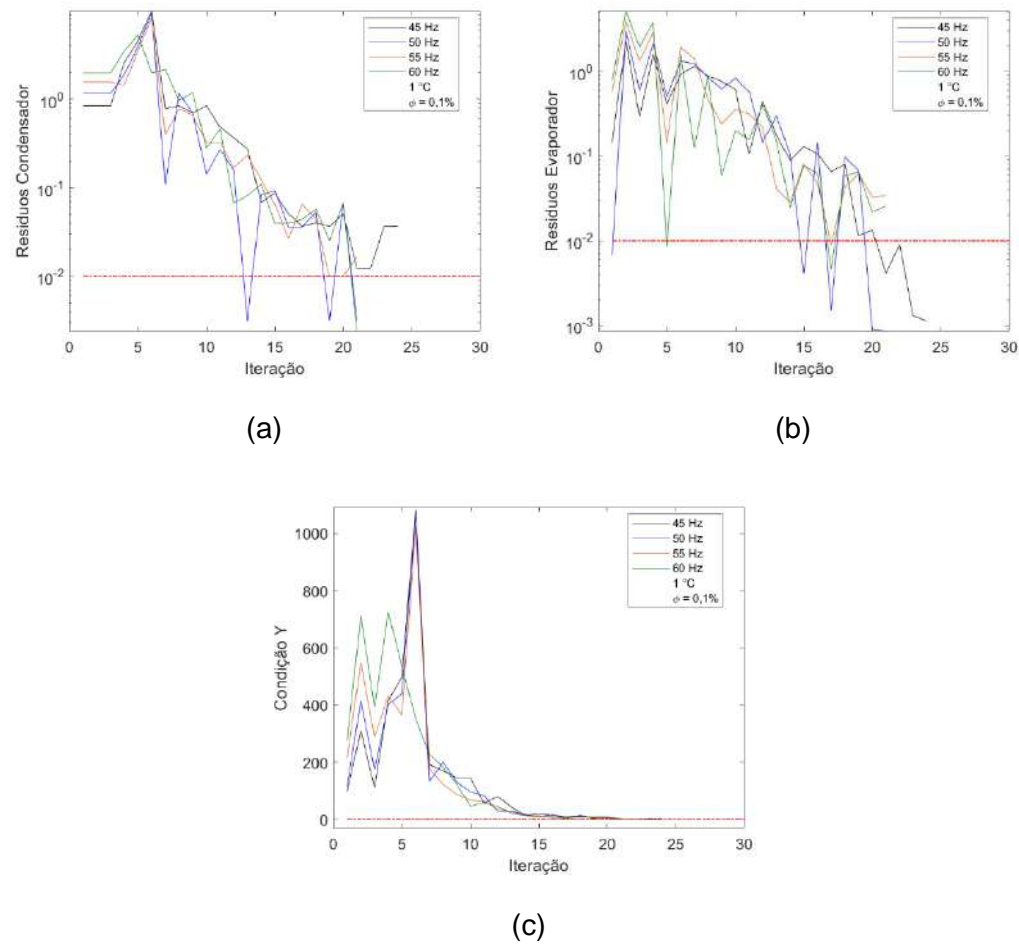 45 Hz
50 Hz
55 Hz
60 Hz
1 °C
ϕ = 0,1%
Resíduos Condensador
10^0
10^-1
10^-2
0 5 10 15 20 25 30
Iteração
(a)
45 Hz
50 Hz
55 Hz
60 Hz
1 °C
ϕ = 0,1%
Resíduos Evaporador
10^0
10^-1
10^-2
10^-3
0 5 10 15 20 25 30
Iteração
(b)
45 Hz
50 Hz
55 Hz
60 Hz
1 °C
ϕ = 0,1%
Condição Y
1000
800
600
400
200
0
0 5 10 15 20 25 30
Iteração
(c)